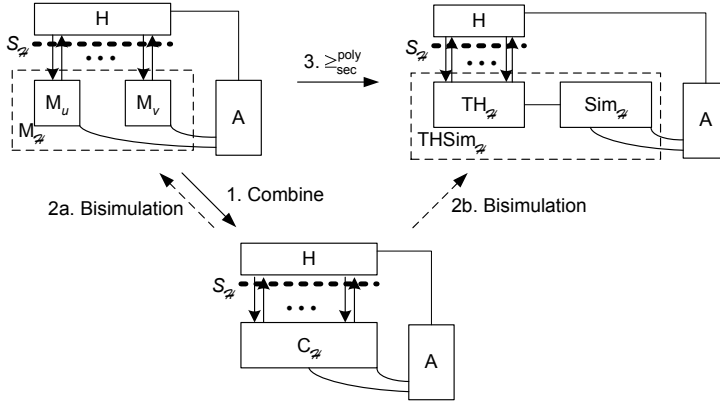 H
S_ℋ
...
M_u
M_v
M_ℋ
A
3. ≥_sec^poly
H
S_ℋ
...
TH_ℋ
Sim_ℋ
THSim_ℋ
A
2a. Bisimulation
1. Combine
2b. Bisimulation
H
S_ℋ
...
C_ℋ
A